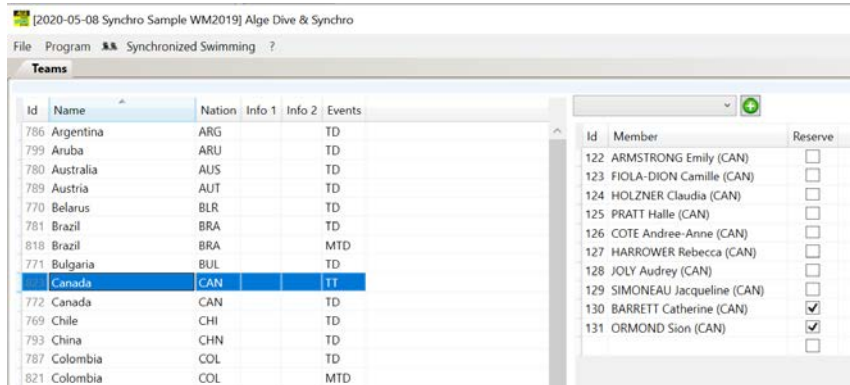 [2020-05-08 Synchro Sample WM2019] Alge Dive & Synchro
File Program Synchronized Swimming ?
Teams
Id Name Nation Info 1 Info 2 Events
786 Argentina ARG TD
799 Aruba ARU TD
780 Australia AUS TD
789 Austria AUT TD
770 Belarus BLR TD
781 Brazil BRA TD
818 Brazil BRA MTD
771 Bulgaria BUL TD
Canada CAN TT
772 Canada CAN TD
769 Chile CHI TD
793 China CHN TD
787 Colombia COL TD
821 Colombia COL MTD
Id Member Reserve
122 ARMSTRONG Emily (CAN)
123 FIOLA-DION Camille (CAN)
124 HOLZNER Claudia (CAN)
125 PRATT Halle (CAN)
126 COTE Andree-Anne (CAN)
127 HARROWER Rebecca (CAN)
128 JOLY Audrey (CAN)
129 SIMONEAU Jacqueline (CAN)
130 BARRETT Catherine (CAN)
131 ORMOND Sion (CAN)